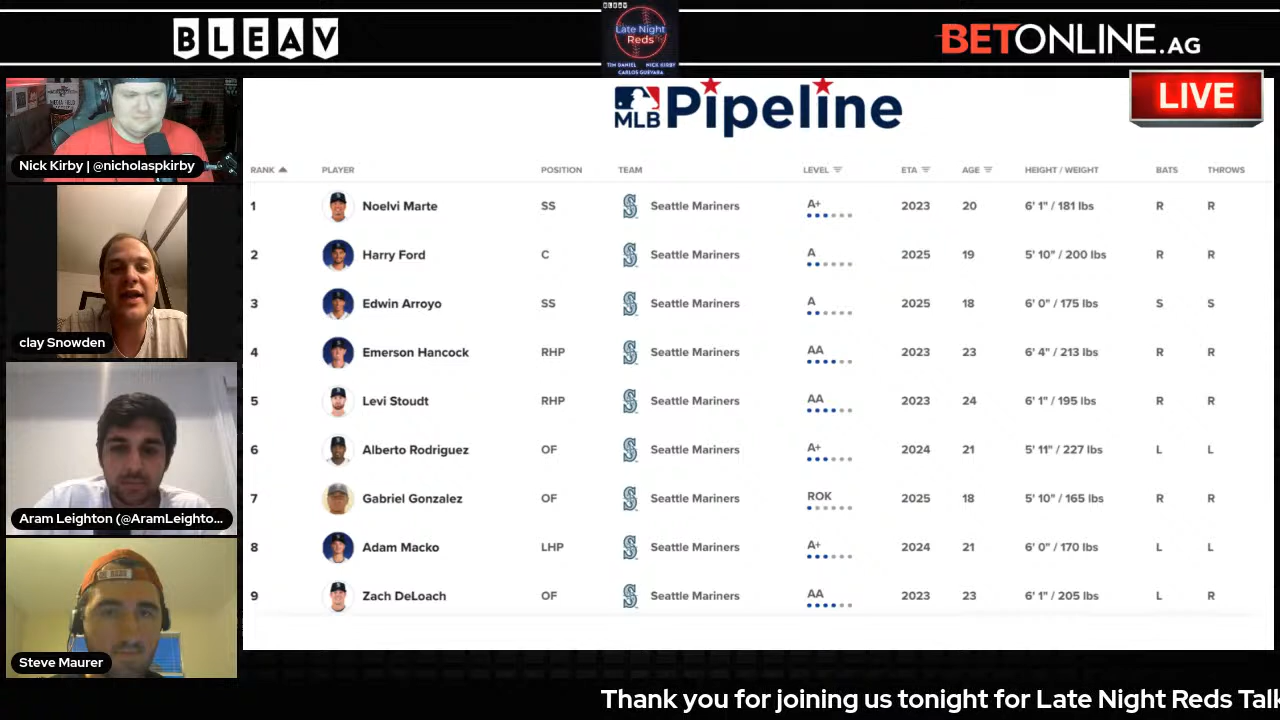 BLEAV
BLEAV
Late Night
Reds
TIM DANIEL NICK KIRBY
CARLOS GUEVARA
BETONLINE.AG
LIVE
Nick Kirby | @nicholaspkirby
clay Snowden
Aram Leighton (@AramLeighto...
Steve Maurer
MLB Pipeline
RANK PLAYER POSITION TEAM LEVEL ETA AGE HEIGHT / WEIGHT BATS THROWS
1 Noelvi Marte SS Seattle Mariners A+ 2023 20 6' 1" / 181 lbs R R
2 Harry Ford C Seattle Mariners A 2025 19 5' 10" / 200 lbs R R
3 Edwin Arroyo SS Seattle Mariners A 2025 18 6' 0" / 175 lbs S S
4 Emerson Hancock RHP Seattle Mariners AA 2023 23 6' 4" / 213 lbs R R
5 Levi Stoudt RHP Seattle Mariners AA 2023 24 6' 1" / 195 lbs R R
6 Alberto Rodriguez OF Seattle Mariners A+ 2024 21 5' 11" / 227 lbs L L
7 Gabriel Gonzalez OF Seattle Mariners ROK 2025 18 5' 10" / 165 lbs R R
8 Adam Macko LHP Seattle Mariners A+ 2024 21 6' 0" / 170 lbs L L
9 Zach DeLoach OF Seattle Mariners AA 2023 23 6' 1" / 205 lbs L R
Thank you for joining us tonight for Late Night Reds Talk